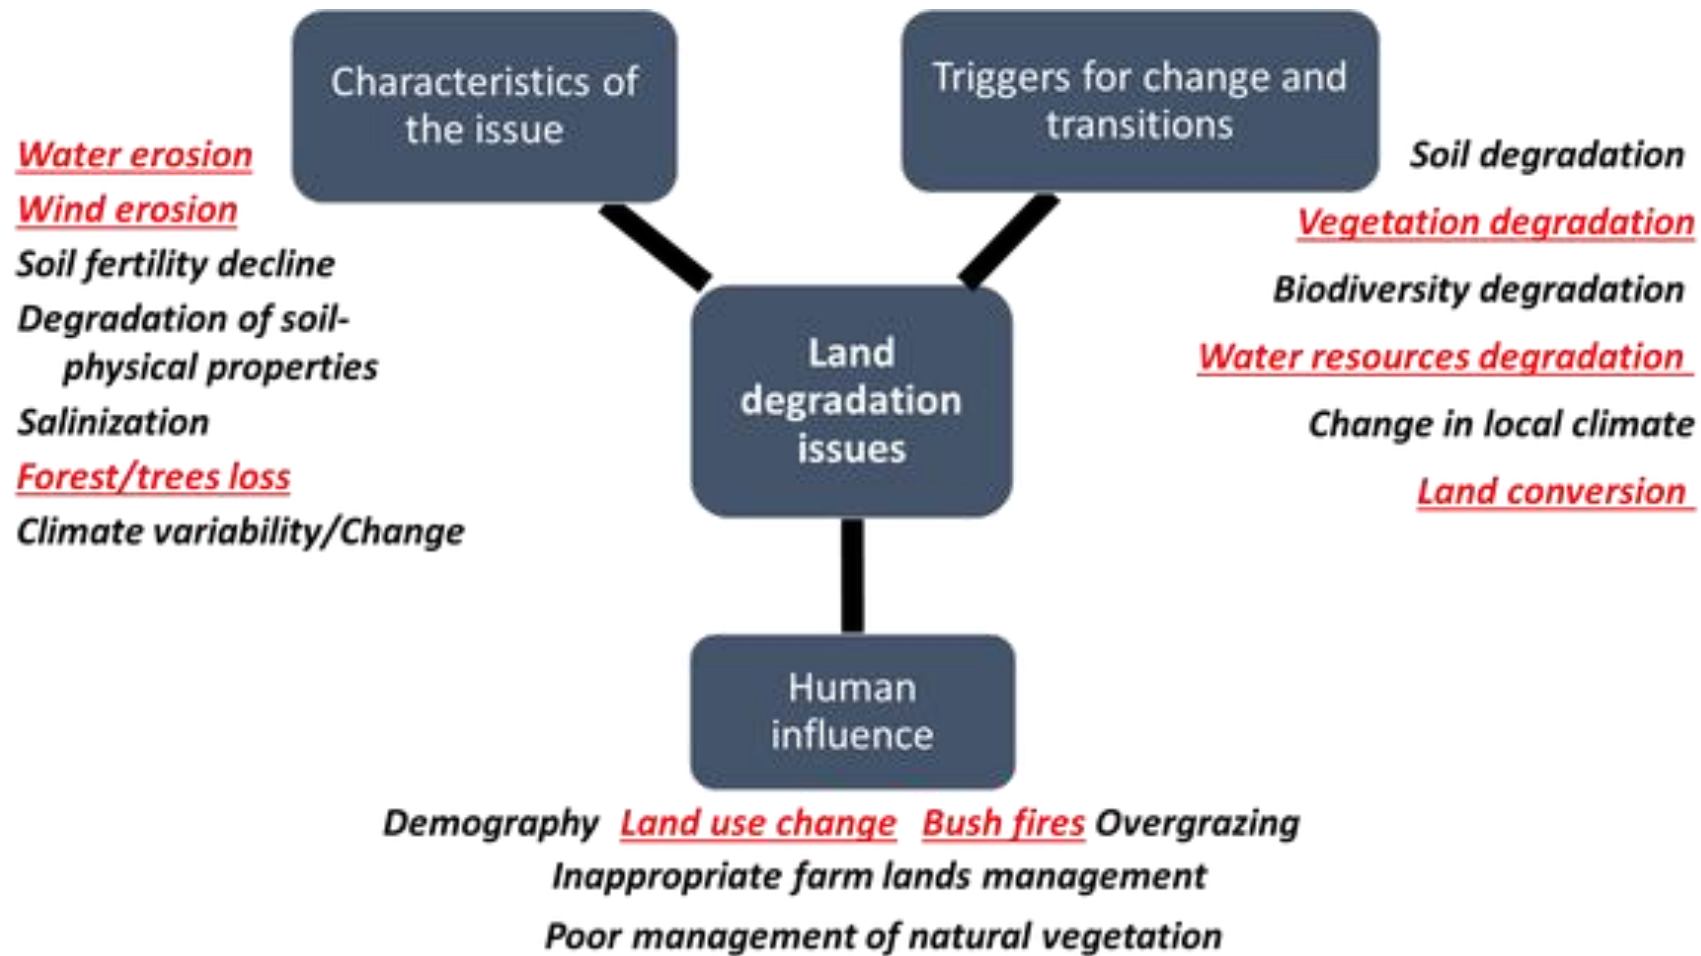 Characteristics of
the issue
Triggers for change and
transitions
Water erosion
Wind erosion
Soil fertility decline
Degradation of soil-
physical properties
Salinization
Forest/trees loss
Climate variability/Change
Soil degradation
Vegetation degradation
Biodiversity degradation
Water resources degradation
Change in local climate
Land conversion
Land
degradation
issues
Human
influence
Demography Land use change Bush fires Overgrazing
Inappropriate farm lands management
Poor management of natural vegetation